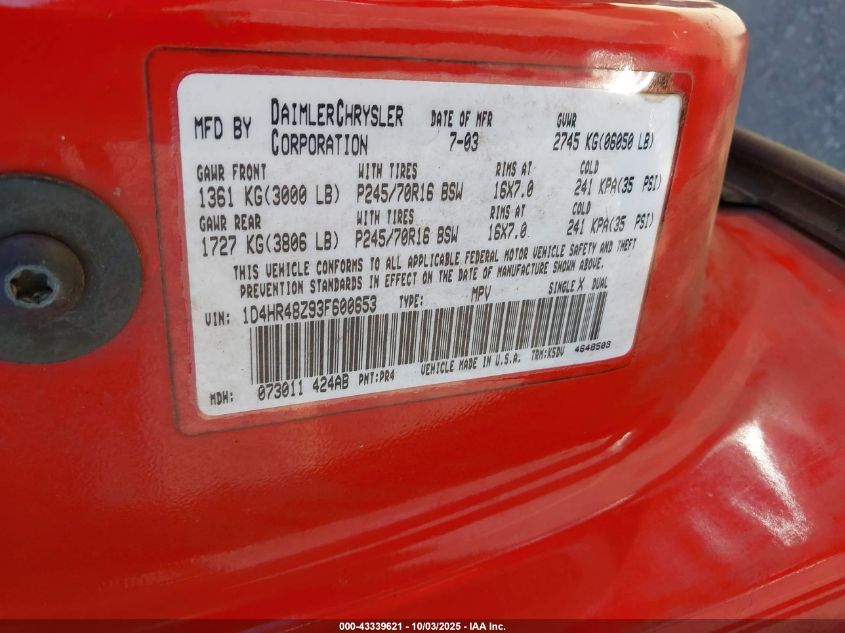 MFD BY DAIMLERCHRYSLER CORPORATION DATE OF MFR 7-03 GVWR 2745 KG(06050 LB)
GAWR FRONT WITH TIRES RIMS AT COLD
1361 KG(3000 LB) P245/70R16 BSW 16X7.0 241 KPA(35 PSI)
GAWR REAR WITH TIRES RIMS AT COLD
1727 KG(3806 LB) P245/70R16 BSW 16X7.0 241 KPA(35 PSI)
THIS VEHICLE CONFORMS TO ALL APPLICABLE FEDERAL MOTOR VEHICLE SAFETY AND THEFT
PREVENTION STANDARDS IN EFFECT ON THE DATE OF MANUFACTURE SHOWN ABOVE.
VIN: 1D4HR48Z93F600653 TYPE: MPV SINGLE X DUAL
MDH: 073011 424AB PNT:PR4 VEHICLE MADE IN U.S.A. TRM:K5DV 4648503
000-43339621 - 10/03/2025 - IAA Inc.